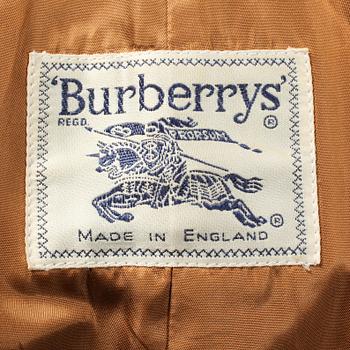 'Burberrys'
REGD. ®
PRORSUM
®
MADE IN ENGLAND